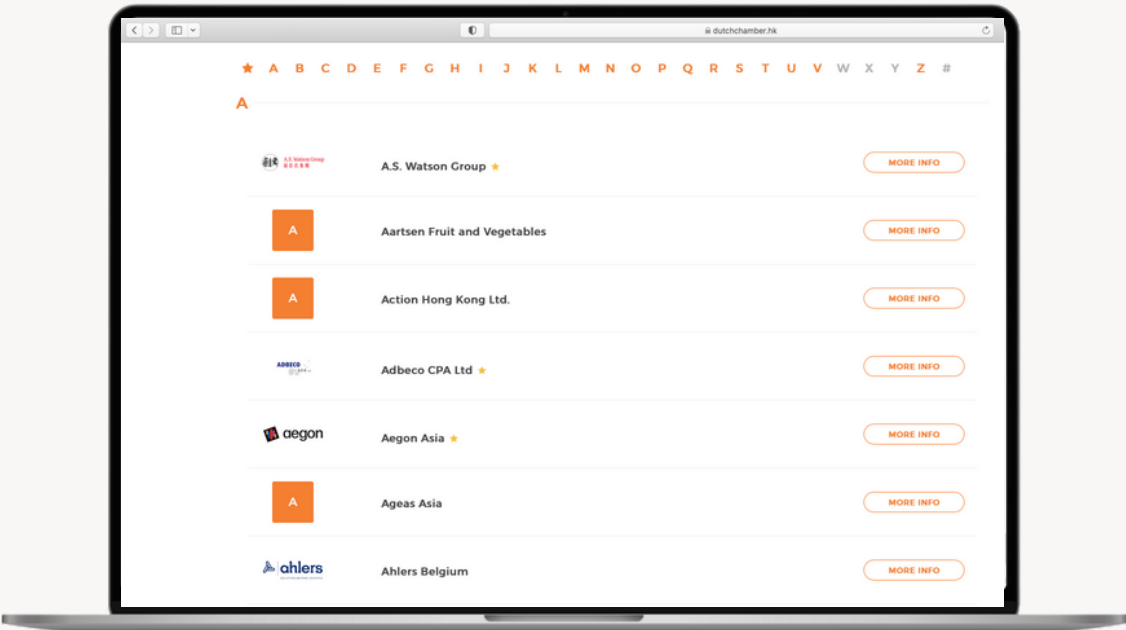 dutchchamber.hk
★ A B C D E F G H I J K L M N O P Q R S T U V W X Y Z #
A
A.S. Watson Group
A.S. Watson Group ★
MORE INFO
A
Aartsen Fruit and Vegetables
MORE INFO
A
Action Hong Kong Ltd.
MORE INFO
ADBECO
Adbeco CPA Ltd ★
MORE INFO
aegon
Aegon Asia ★
MORE INFO
A
Ageas Asia
MORE INFO
ahlers
Ahlers Belgium
MORE INFO